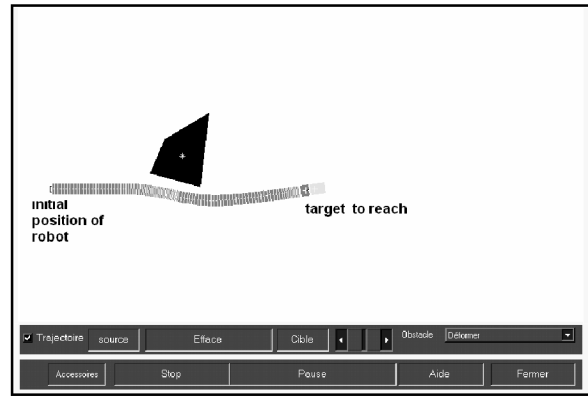 initial
position of
robot
target to reach
Trajectoire source Efface Cible Obstacle Déformer
Accessoires Stop Pause Aide Fermer